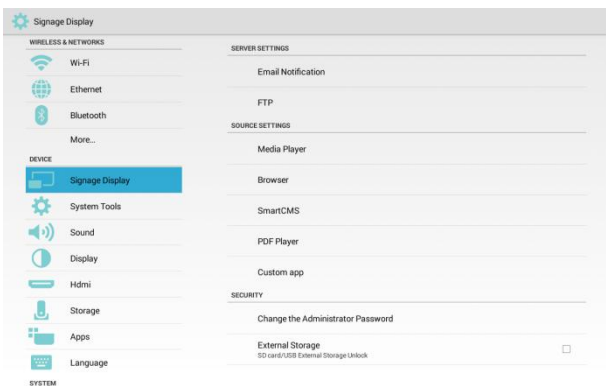 Signage Display
WIRELESS & NETWORKS
Wi-Fi
Ethernet
Bluetooth
More...
DEVICE
Signage Display
System Tools
Sound
Display
Hdmi
Storage
Apps
Language
SYSTEM
SERVER SETTINGS
Email Notification
FTP
SOURCE SETTINGS
Media Player
Browser
SmartCMS
PDF Player
Custom app
SECURITY
Change the Administrator Password
External Storage
SD card/USB External Storage Unlock